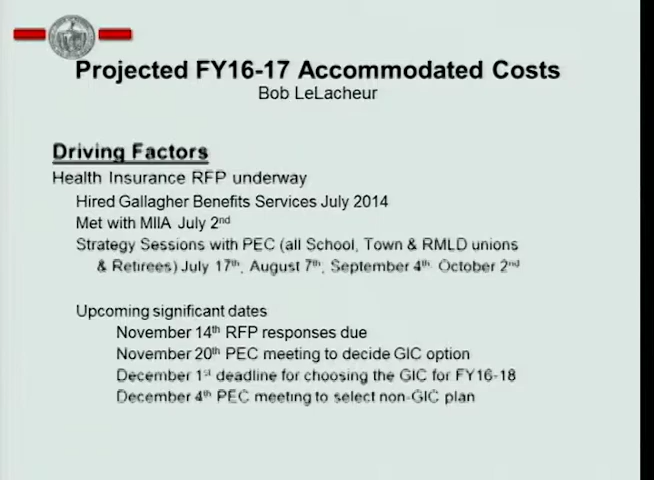 Projected FY16-17 Accommodated Costs
Bob LeLacheur
Driving Factors
Health Insurance RFP underway
Hired Gallagher Benefits Services July 2014
Met with MIIA July 2nd
Strategy Sessions with PEC (all School, Town & RMLD unions
& Retirees) July 17th, August 7th, September 4th October 2nd
Upcoming significant dates
November 14th RFP responses due
November 20th PEC meeting to decide GIC option
December 1st deadline for choosing the GIC for FY16-18
December 4th PEC meeting to select non-GIC plan